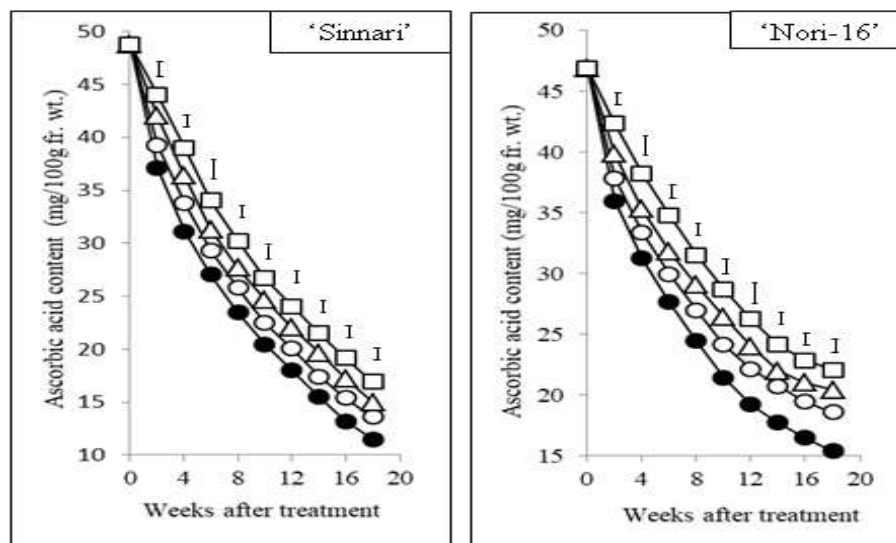 ‘Sinnari’
50
45
40
35
30
25
20
15
10
0 4 8 12 16 20
Ascorbic acid content (mg/100g fr. wt.)
Weeks after treatment
‘Nori-16’
50
45
40
35
30
25
20
15
0 4 8 12 16 20
Ascorbic acid content (mg/100g fr. wt.)
Weeks after treatment